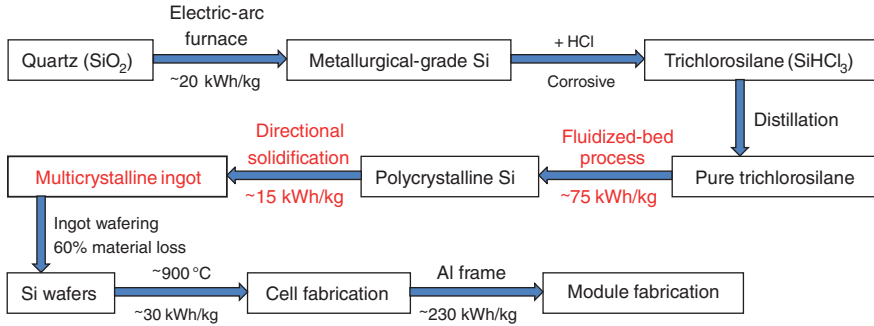 Electric-arc
furnace
Quartz (SiO₂)
~20 kWh/kg
Metallurgical-grade Si
+ HCl
Corrosive
Trichlorosilane (SiHCl₃)
Distillation
Pure trichlorosilane
Fluidized-bed
process
~75 kWh/kg
Polycrystalline Si
Directional
solidification
~15 kWh/kg
Multicrystalline ingot
Ingot wafering
60% material loss
Si wafers
~900 °C
~30 kWh/kg
Cell fabrication
Al frame
~230 kWh/kg
Module fabrication